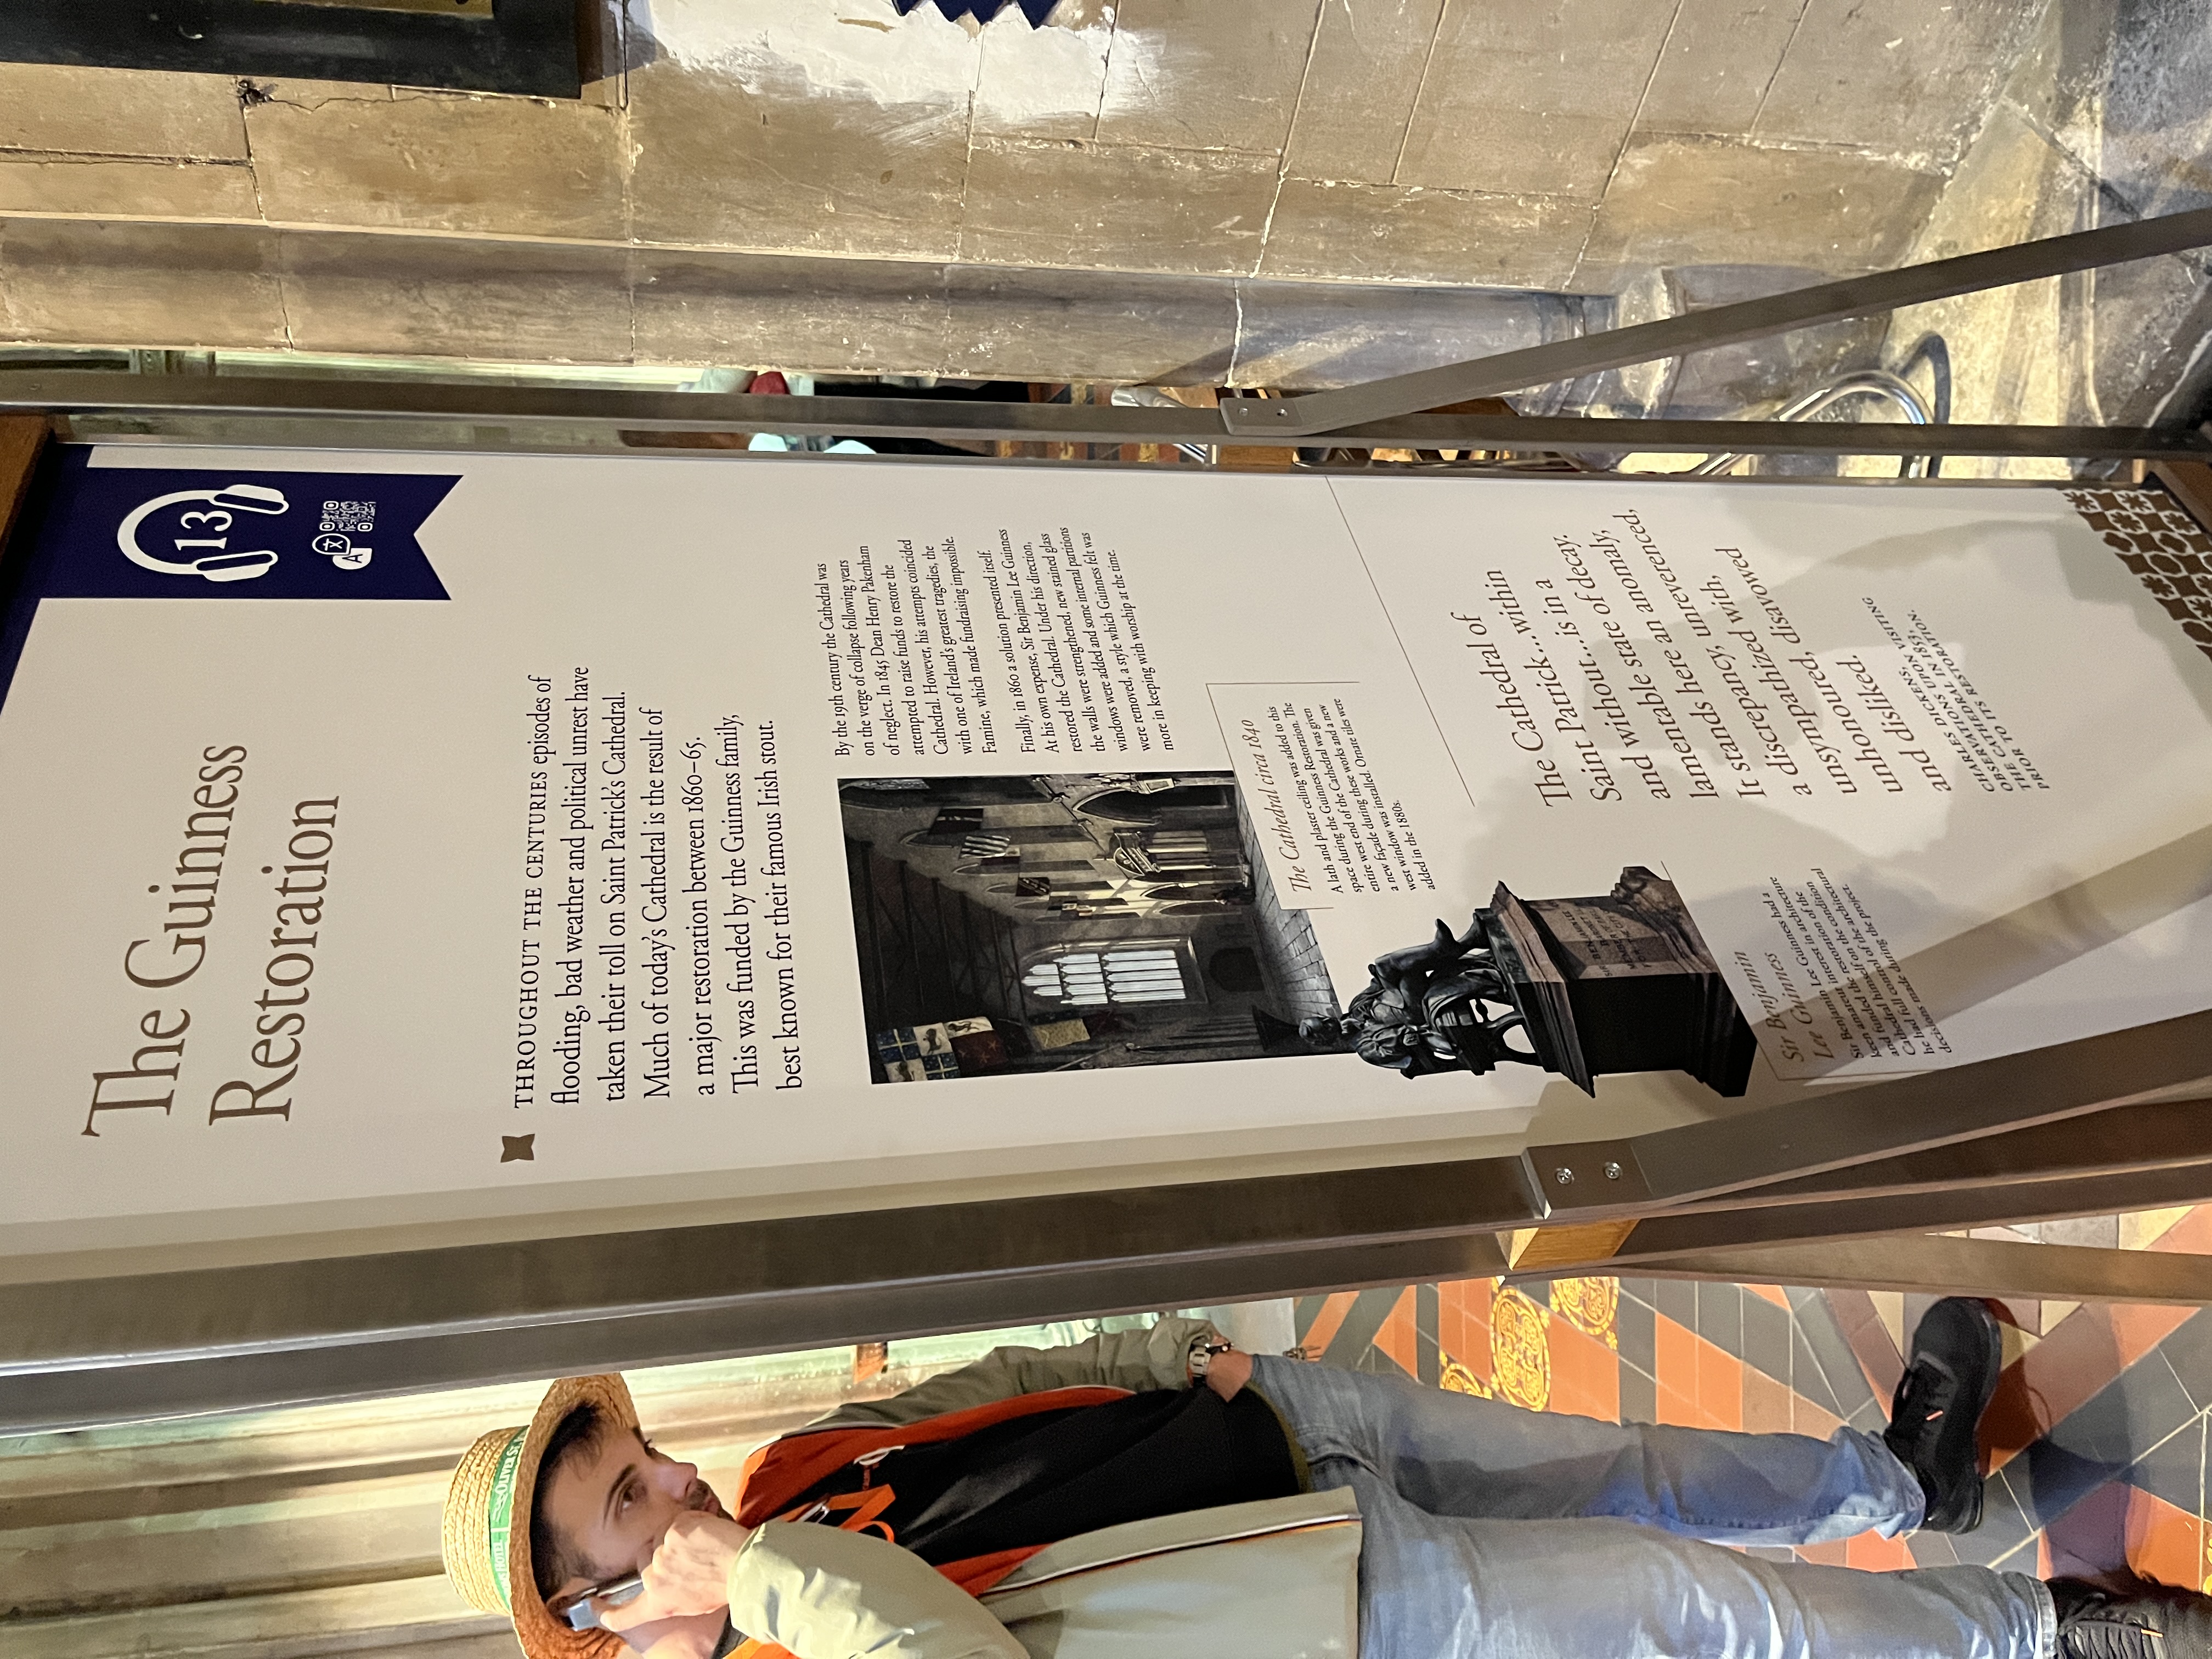 The Guinness
Restoration
13
A 文
THROUGHOUT THE CENTURIES episodes of
flooding, bad weather and political unrest have
taken their toll on Saint Patrick's Cathedral.
Much of today's Cathedral is the result of
a major restoration between 1860–65.
This was funded by the Guinness family,
best known for their famous Irish stout.
By the 19th century the Cathedral was
on the verge of collapse following years
of neglect. In 1845 Dean Henry Pakenham
attempted to raise funds to restore the
Cathedral. However, his attempts coincided
with one of Ireland's greatest tragedies, the
Famine, which made fundraising impossible.
Finally, in 1860 a solution presented itself.
At his own expense, Sir Benjamin Lee Guinness
restored the Cathedral. Under his direction,
the walls were strengthened, new stained glass
windows were added and some internal partitions
were removed, a style which Guinness felt was
more in keeping with worship at the time.
The Cathedral circa 1840
A lath and plaster ceiling was added to this
space during the Guinness Restoration. The
entire west end of the Cathedral was given
a new façade during these works and a new
west window was installed. Ornate tiles were
added in the 1880s.
SIR BENJAMIN LEE
BARONET
MEMBER OF
FOR THE CITY
Sir Benjamin
Lee Guinness
Sir Benjamin Lee Guinness had a
keen amateur interest in architecture
and funded the restoration of the
Cathedral himself on the condition
he had full control of the architectural
decisions made during the project.
The Cathedral of
Saint Patrick...within
and without...is in a
lamentable state of decay.
It stands here an anomaly,
a discrepancy, unreverenced,
unsympathized with,
unhonoured, disavowed
and disliked.
CHARLES DICKENS,
OBSERVATIONS UPON VISITING
THE CATHEDRAL IN 1853,
PRIOR TO ITS RESTORATION.
HOTEL OLIVER ST.